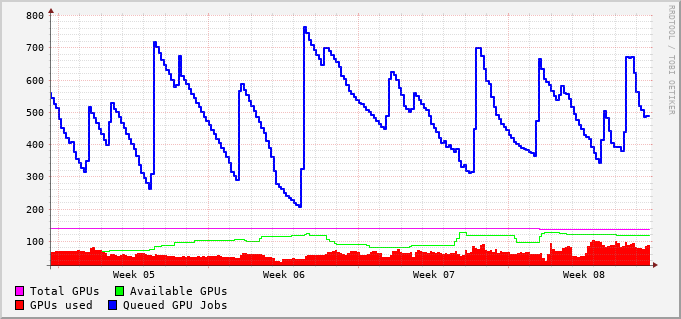 800
700
600
500
400
300
200
100
Week 05 Week 06 Week 07 Week 08
Total GPUs Available GPUs
GPUs used Queued GPU Jobs
RRDTOOL / TOBI OETIKER